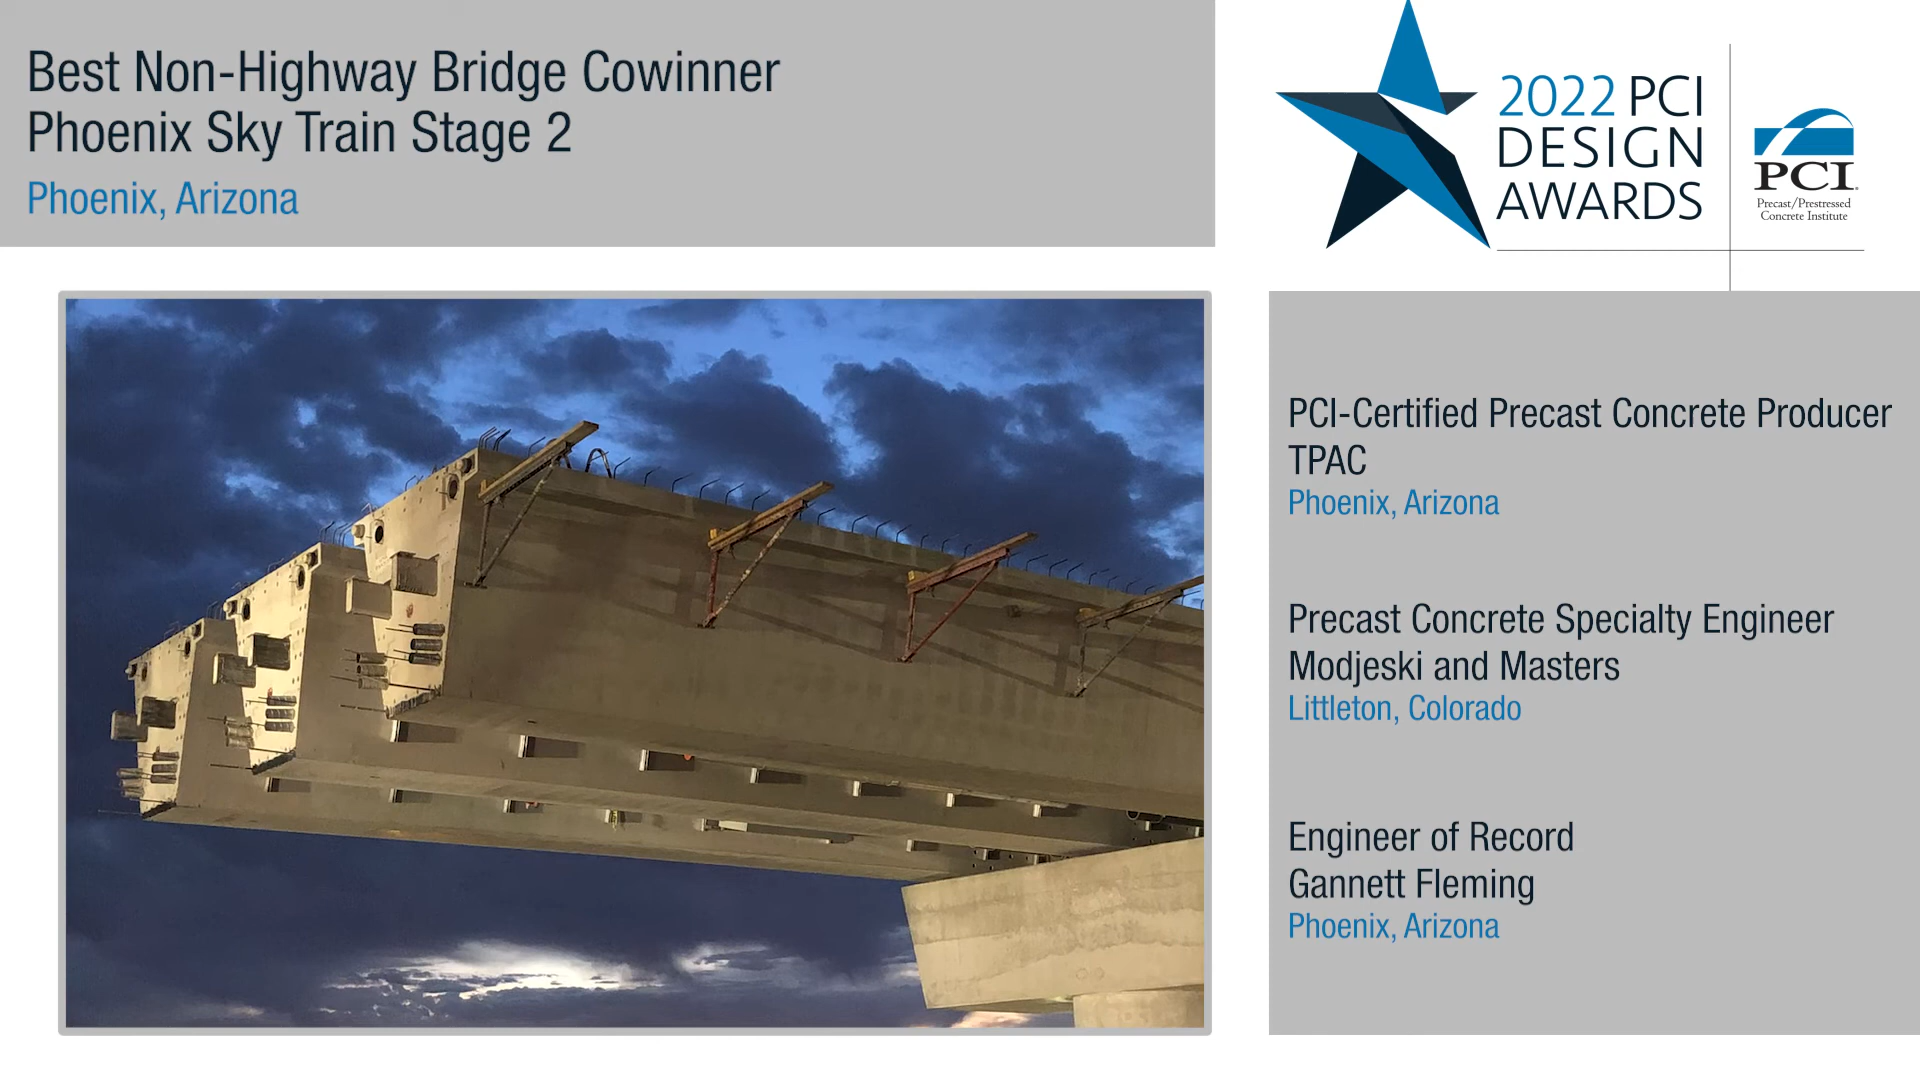 Best Non-Highway Bridge Cowinner
Phoenix Sky Train Stage 2
Phoenix, Arizona
2022 PCI
DESIGN
AWARDS
PCI
Precast/Prestressed
Concrete Institute
PCI-Certified Precast Concrete Producer
TPAC
Phoenix, Arizona
Precast Concrete Specialty Engineer
Modjeski and Masters
Littleton, Colorado
Engineer of Record
Gannett Fleming
Phoenix, Arizona